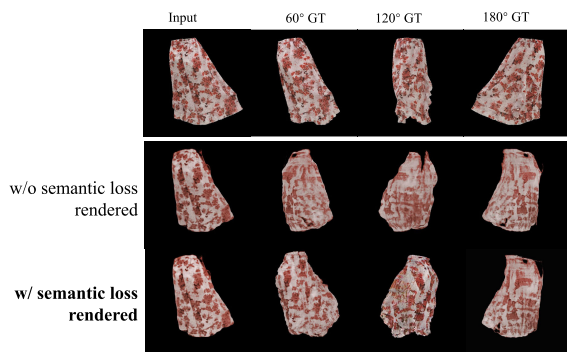 Input 60° GT 120° GT 180° GT
w/o semantic loss
rendered
w/ semantic loss
rendered